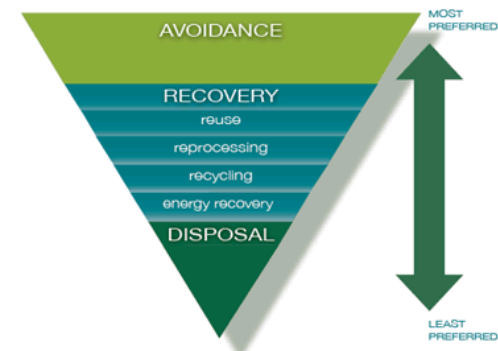 MOST
PREFERRED
AVOIDANCE
RECOVERY
reuse
reprocessing
recycling
energy recovery
DISPOSAL
LEAST
PREFERRED